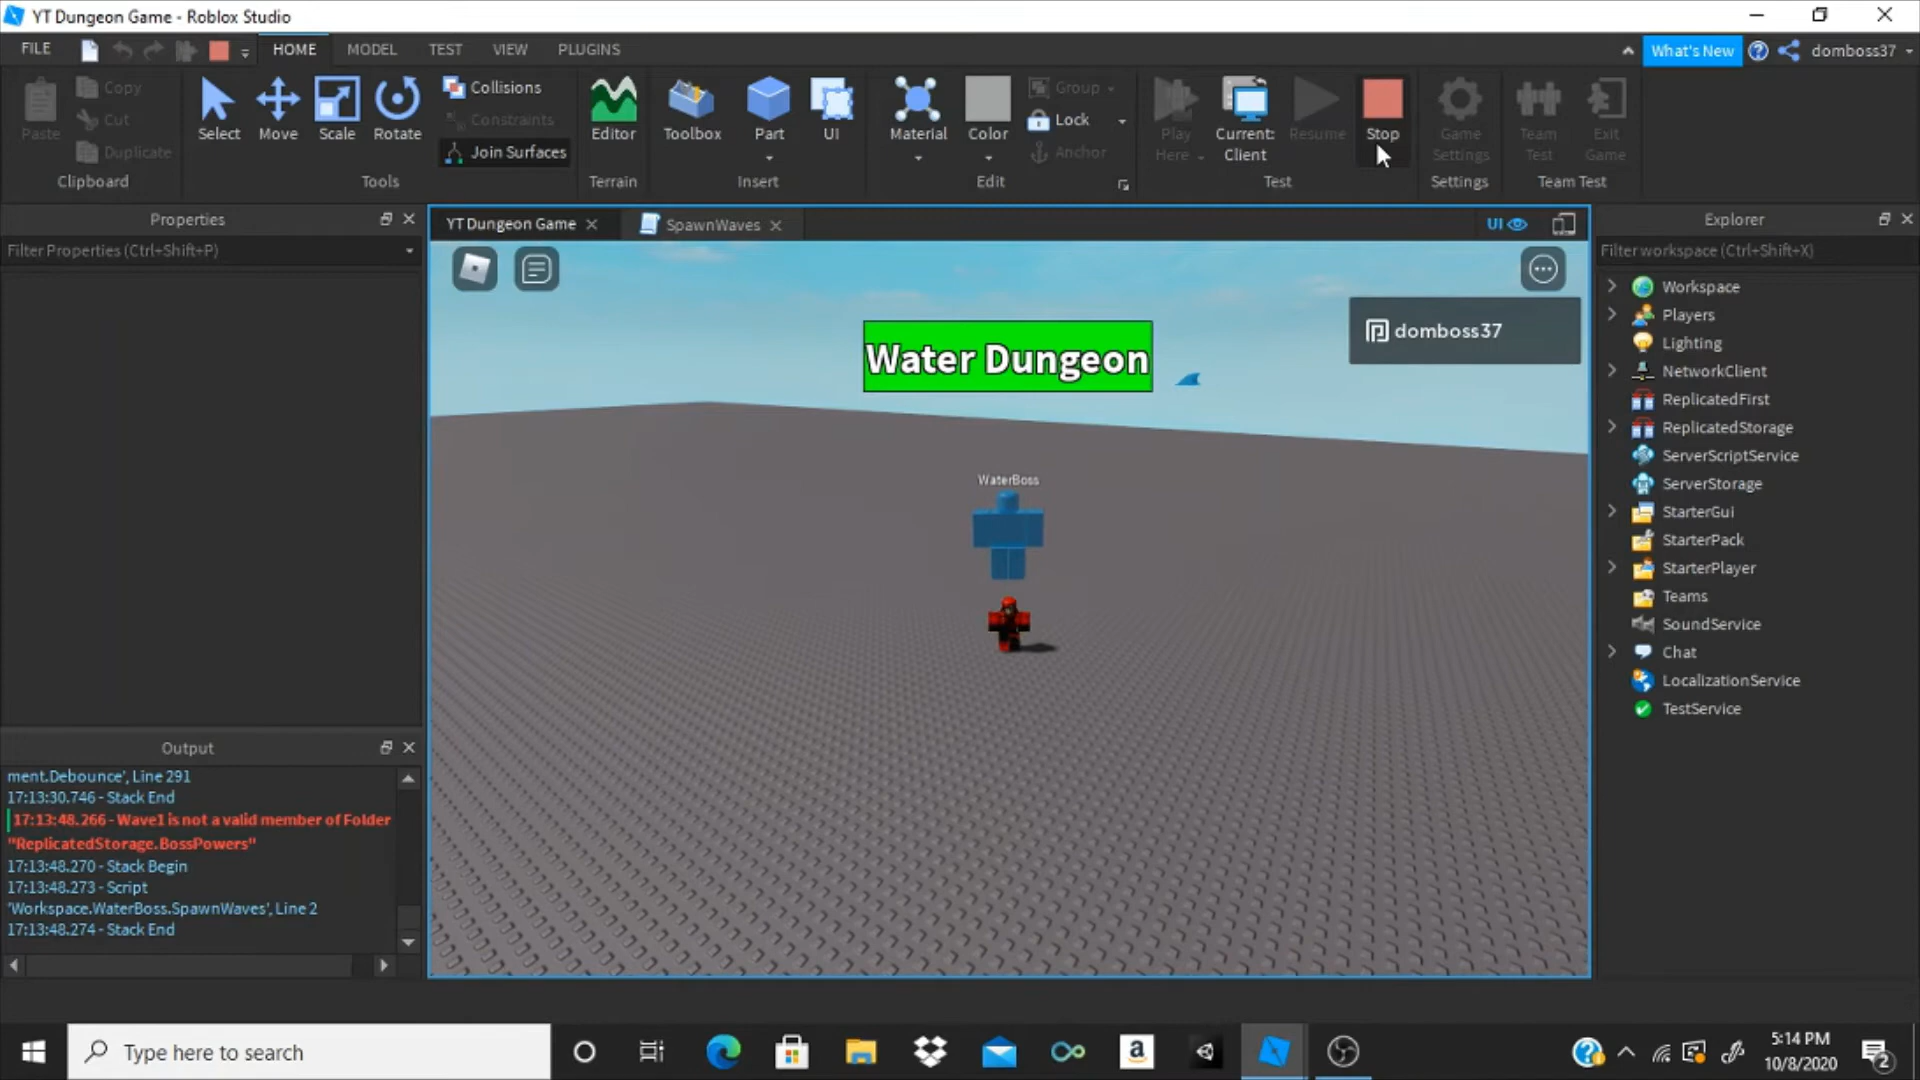 YT Dungeon Game - Roblox Studio
FILE
HOME
MODEL
TEST
VIEW
PLUGINS
What's New
domboss37
Paste
Copy
Cut
Duplicate
Clipboard
Select
Move
Scale
Rotate
Collisions
Constraints
Join Surfaces
Tools
Editor
Terrain
Toolbox
Part
UI
Insert
Material
Color
Group
Lock
Anchor
Edit
Play
Here
Current:
Client
Resume
Stop
Test
Game
Settings
Settings
Team
Test
Exit
Game
Team Test
Properties
Filter Properties (Ctrl+Shift+P)
YT Dungeon Game
SpawnWaves
UI
Water Dungeon
domboss37
WaterBoss
Explorer
Filter workspace (Ctrl+Shift+X)
Workspace
Players
Lighting
NetworkClient
ReplicatedFirst
ReplicatedStorage
ServerScriptService
ServerStorage
StarterGui
StarterPack
StarterPlayer
Teams
SoundService
Chat
LocalizationService
TestService
Output
ment.Debounce', Line 291
17:13:30.746 - Stack End
17:13:48.266 - Wave1 is not a valid member of Folder
"ReplicatedStorage.BossPowers"
17:13:48.270 - Stack Begin
17:13:48.273 - Script
'Workspace.WaterBoss.SpawnWaves', Line 2
17:13:48.274 - Stack End
Type here to search
a
5:14 PM
10/8/2020
2